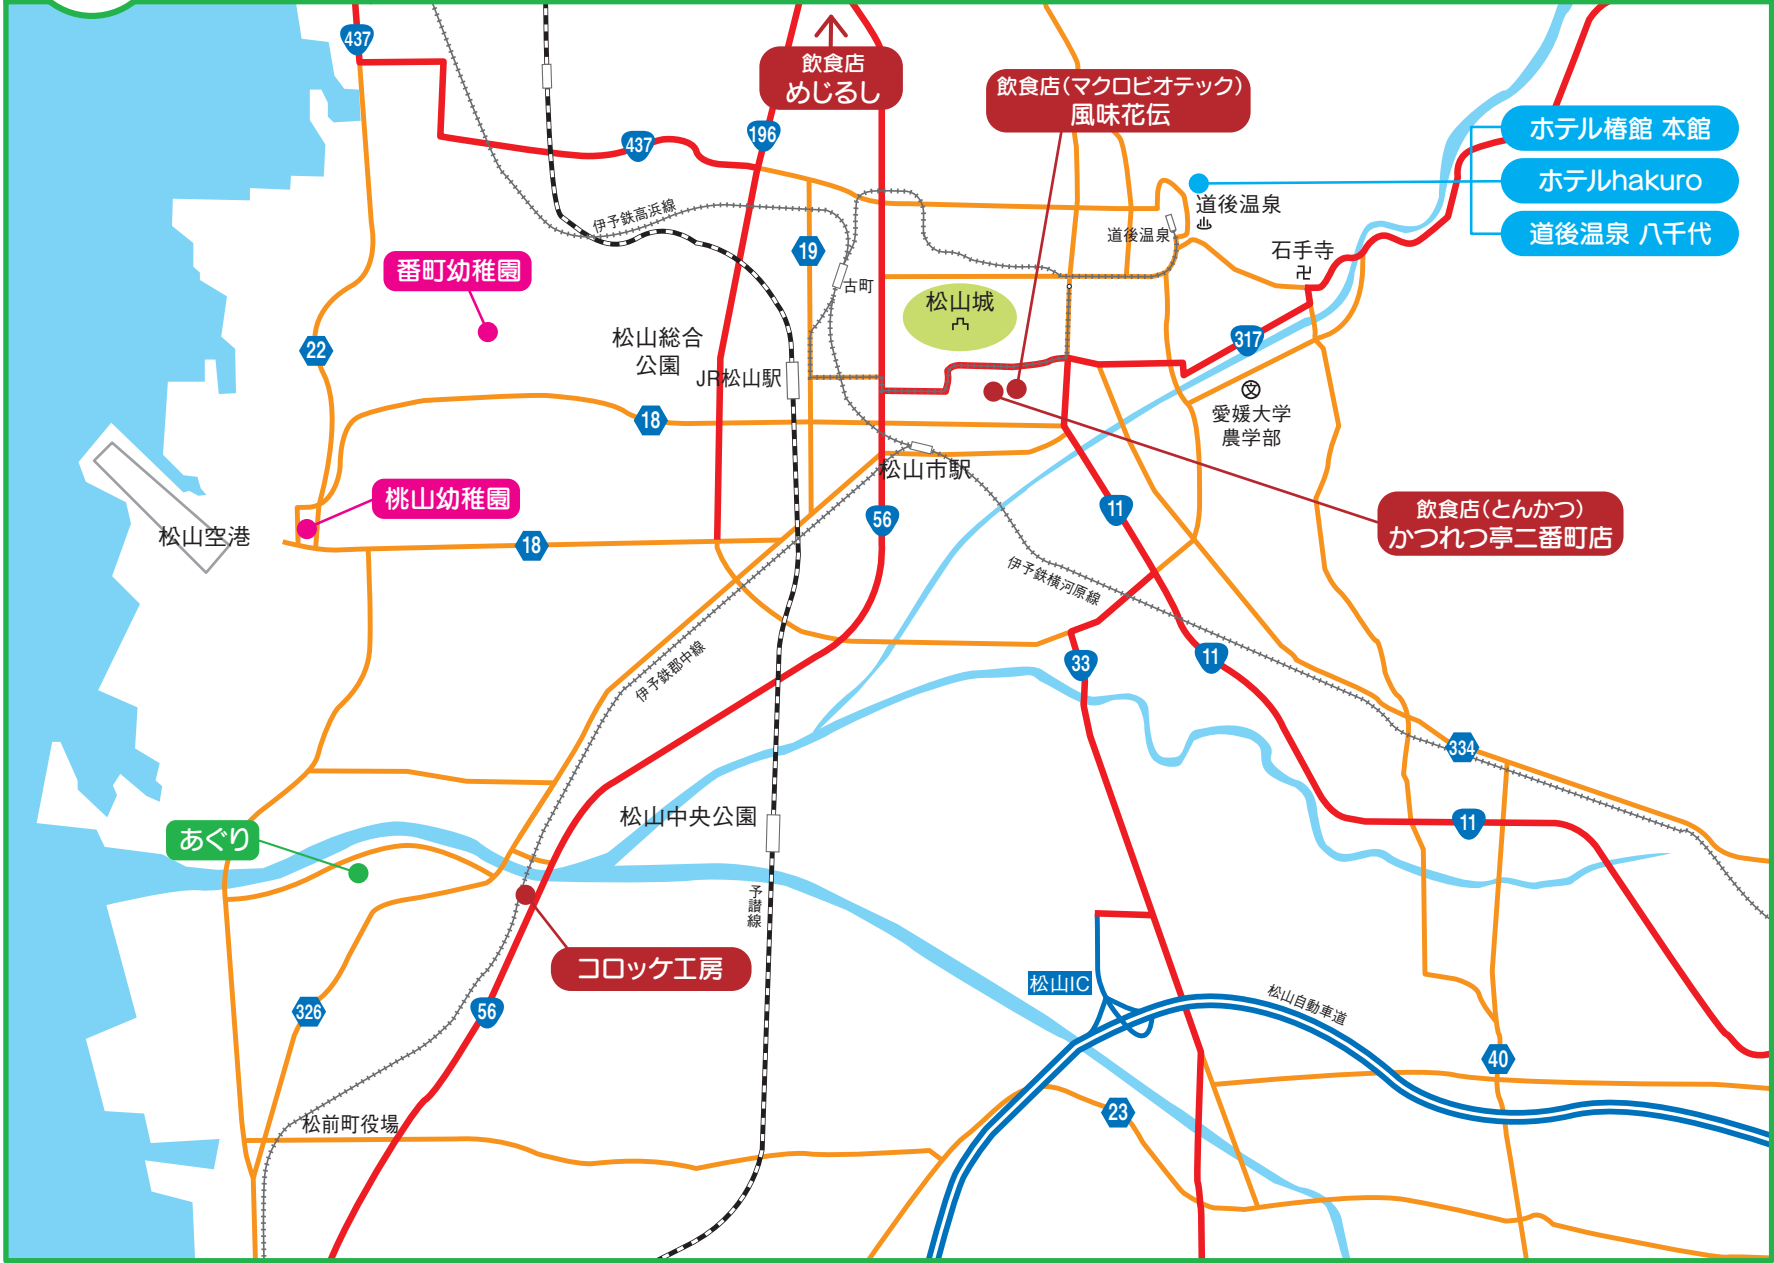 437
飲食店
めじるし
飲食店(マクロビオテック)
風味花伝
ホテル椿館 本館
ホテルhakuro
道後温泉 八千代
196
437
伊予鉄高浜線
道後温泉
道後温泉
石手寺
19
番町幼稚園
古町
松山城
22
松山総合
公園
JR松山駅
317
愛媛大学
農学部
18
松山市駅
桃山幼稚園
飲食店(とんかつ)
かつれつ亭二番町店
松山空港
18
56
11
伊予鉄横河原線
伊予鉄郡中線
33
11
334
松山中央公園
11
あぐり
予讃線
コロッケ工房
松山IC
松山自動車道
326
56
40
23
松前町役場